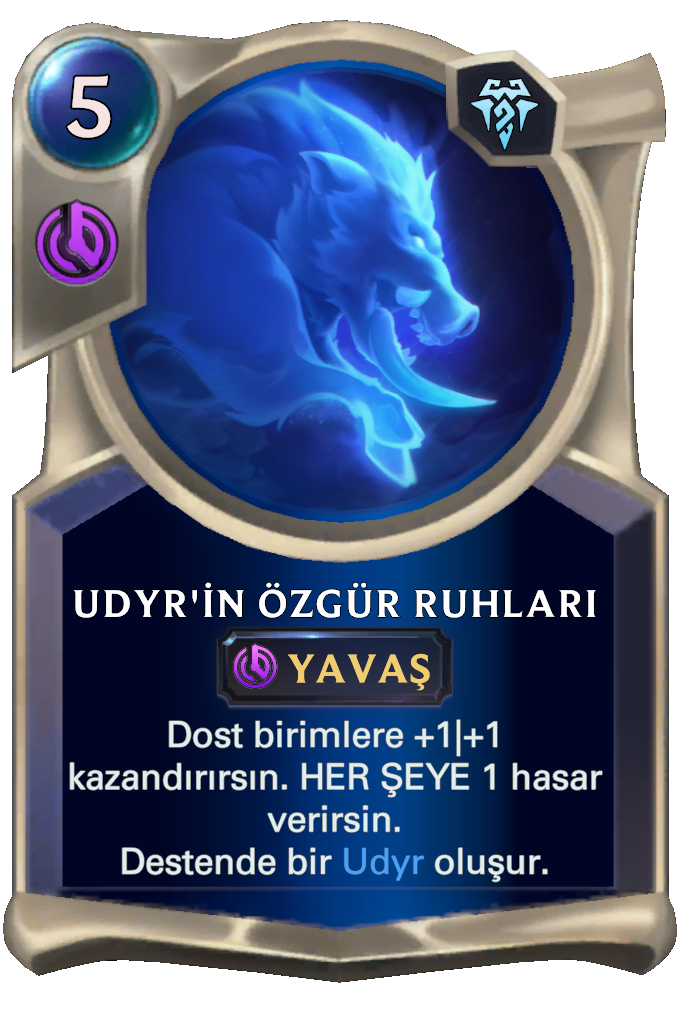 5
UDYR'İN ÖZGÜR RUHLARI
YAVAŞ
Dost birimlere +1|+1
kazandırırsın. HER ŞEYE 1 hasar
verirsin.
Destende bir Udyr oluşur.